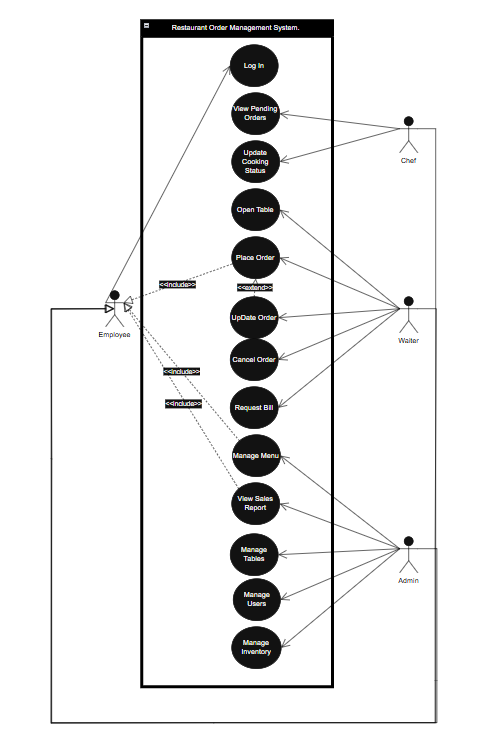 Restaurant Order Management System.
Log In
View Pending
Orders
Update
Cooking
Status
Chef
Open Table
Place Order
<<include>>
<<extend>>
UpDate Order
Employee
Waiter
Cancel Order
<<include>>
<<include>>
Request Bill
Manage Menu
View Sales
Report
Manage
Tables
Admin
Manage
Users
Manage
Inventory